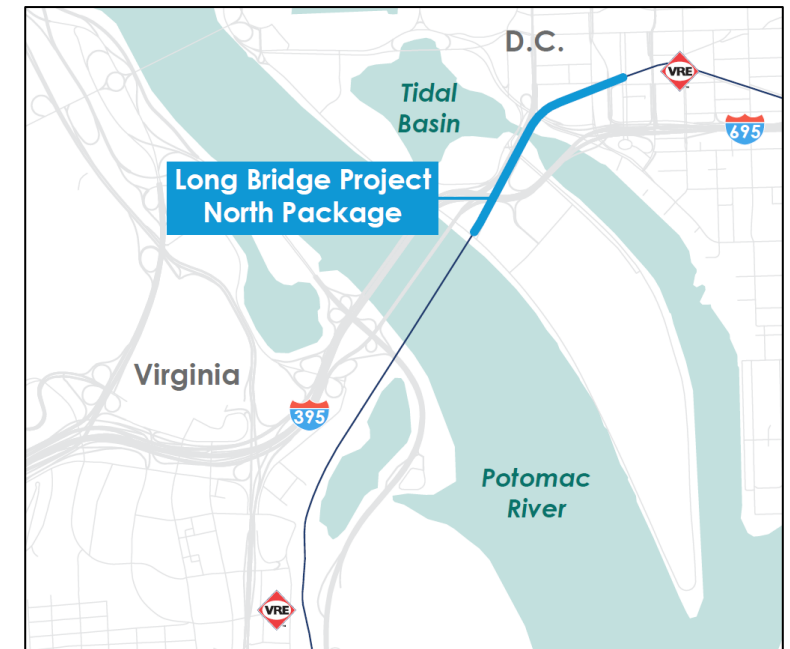 D.C.
VRE
Tidal
Basin
695
Long Bridge Project
North Package
Virginia
395
Potomac
River
VRE